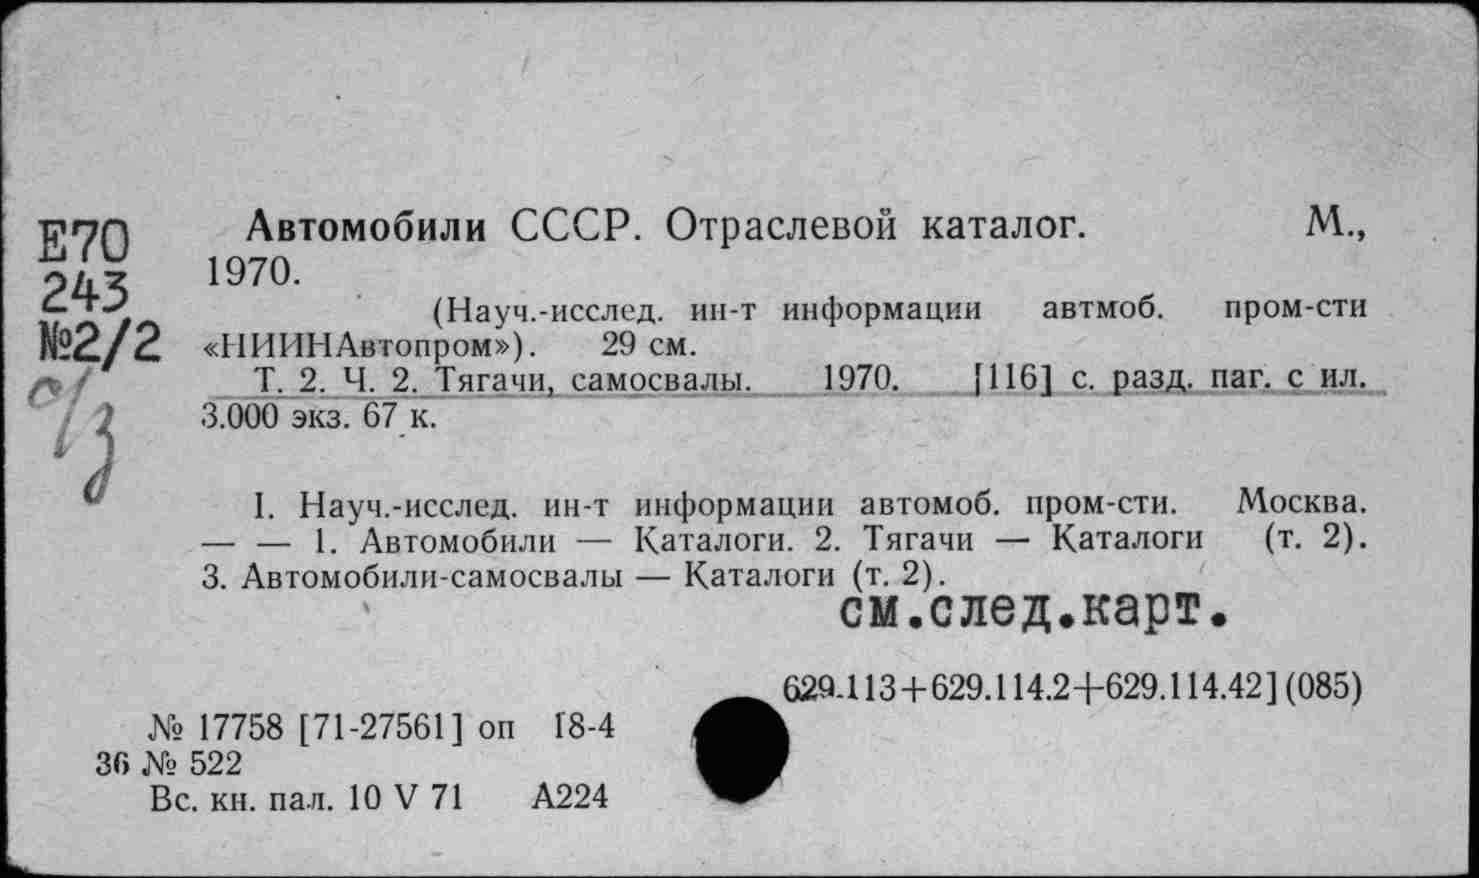 Е70
243
№2/2
Автомобили СССР. Отраслевой каталог. М.,
1970.
(Науч.-исслед. ин-т информации автмоб. пром-сти
«НИИНАвтопром»). 29 см.
Т. 2. Ч. 2. Тягачи, самосвалы. 1970. [116] с. разд. паг. с ил.
3.000 экз. 67 к.
I. Науч.-исслед. ин-т информации автомоб. пром-сти. Москва.
— — 1. Автомобили — Каталоги. 2. Тягачи — Каталоги (т. 2).
3. Автомобили-самосвалы — Каталоги (т. 2).
см.след.карт.
629.113+629.114.2+629.114.42] (085)
№ 17758 [71-27561] оп 18-4
36 № 522
Вс. кн. пал. 10 V 71 А224